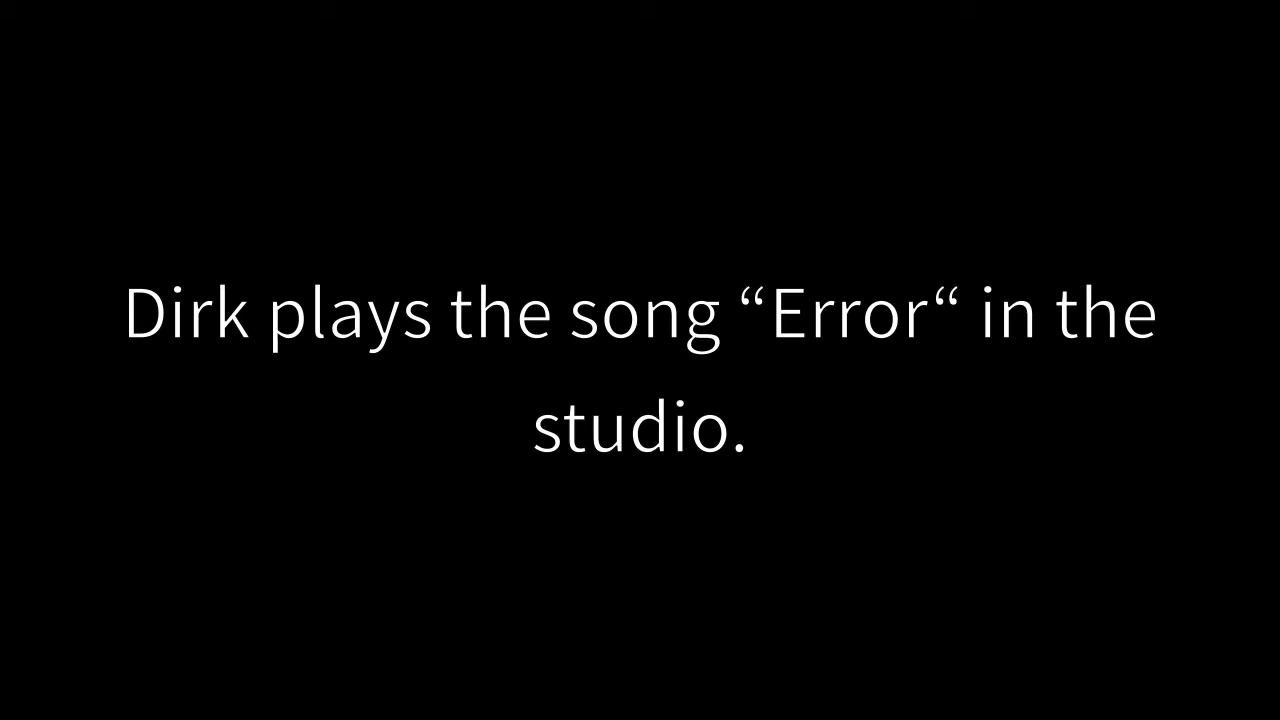 Dirk plays the song “Error“ in the
studio.